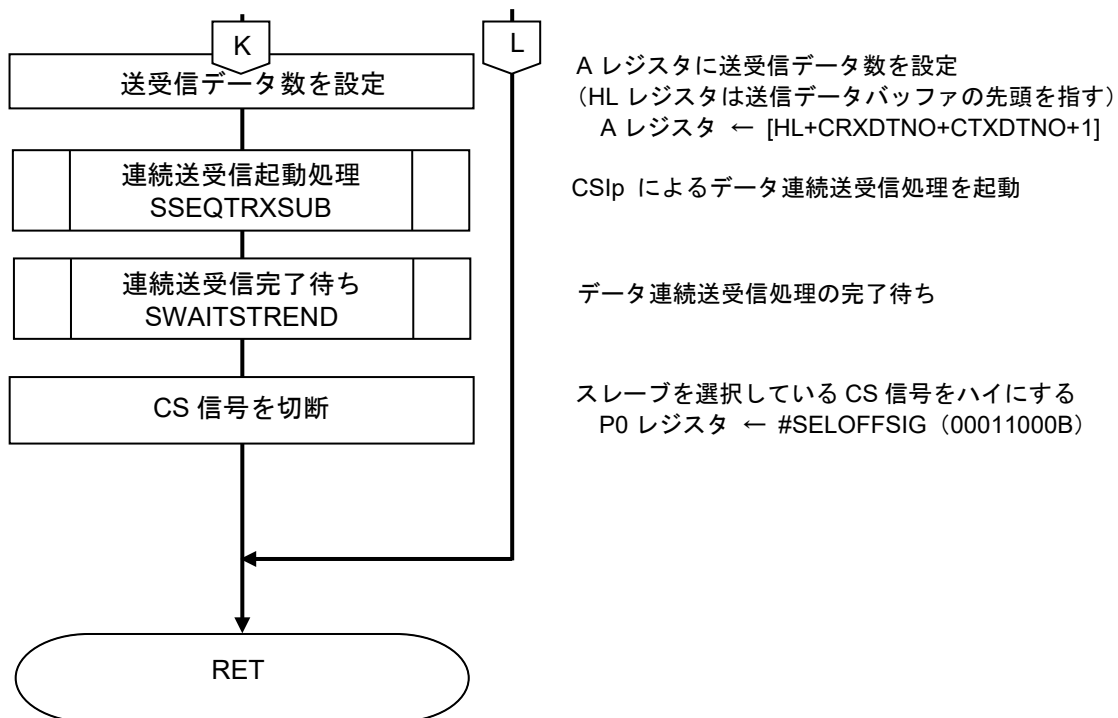 K
L
送受信データ数を設定
A レジスタに送受信データ数を設定
（HL レジスタは送信データバッファの先頭を指す）
A レジスタ ← [HL+CRXDTNO+CTXDTNO+1]
連続送受信起動処理
SSEQTRXSUB
CSIp によるデータ連続送受信処理を起動
連続送受信完了待ち
SWAITSTREND
データ連続送受信処理の完了待ち
CS 信号を切断
スレーブを選択している CS 信号をハイにする
P0 レジスタ ← #SELOFFSIG（00011000B）
RET